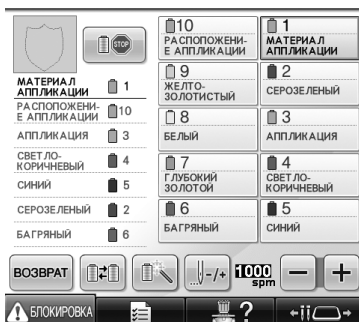 МАТЕРИАЛ
АППЛИКАЦИИ 1
РАСПОЛОЖЕНИ-
Е АППЛИКАЦИИ 10
АППЛИКАЦИЯ 3
СВЕТЛО-
КОРИЧНЕВЫЙ 4
СИНИЙ 5
СЕРОЗЕЛЕНЫЙ 2
БАГРЯНЫЙ 6
STOP
10
РАСПОЛОЖЕНИ-
Е АППЛИКАЦИИ
1
МАТЕРИАЛ
АППЛИКАЦИИ
9
ЖЕЛТО-
ЗОЛОТИСТЫЙ
2
СЕРОЗЕЛЕНЫЙ
8
БЕЛЫЙ
3
АППЛИКАЦИЯ
7
ГЛУБОКИЙ
ЗОЛОТОЙ
4
СВЕТЛО-
КОРИЧНЕВЫЙ
6
БАГРЯНЫЙ
5
СИНИЙ
ВОЗВРАТ
-/+
1000
spm
− +
БЛОКИРОВКА
?